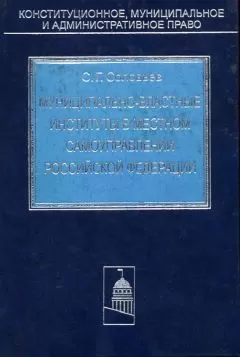 КОНСТИТУЦИОННОЕ, МУНИЦИПАЛЬНОЕ
И АДМИНИСТРАТИВНОЕ ПРАВО
С. Г. Соловьев
МУНИЦИПАЛЬНО-ВЛАСТНЫЕ
ИНСТИТУТЫ В МЕСТНОМ
САМОУПРАВЛЕНИИ
РОССИЙСКОЙ ФЕДЕРАЦИИ